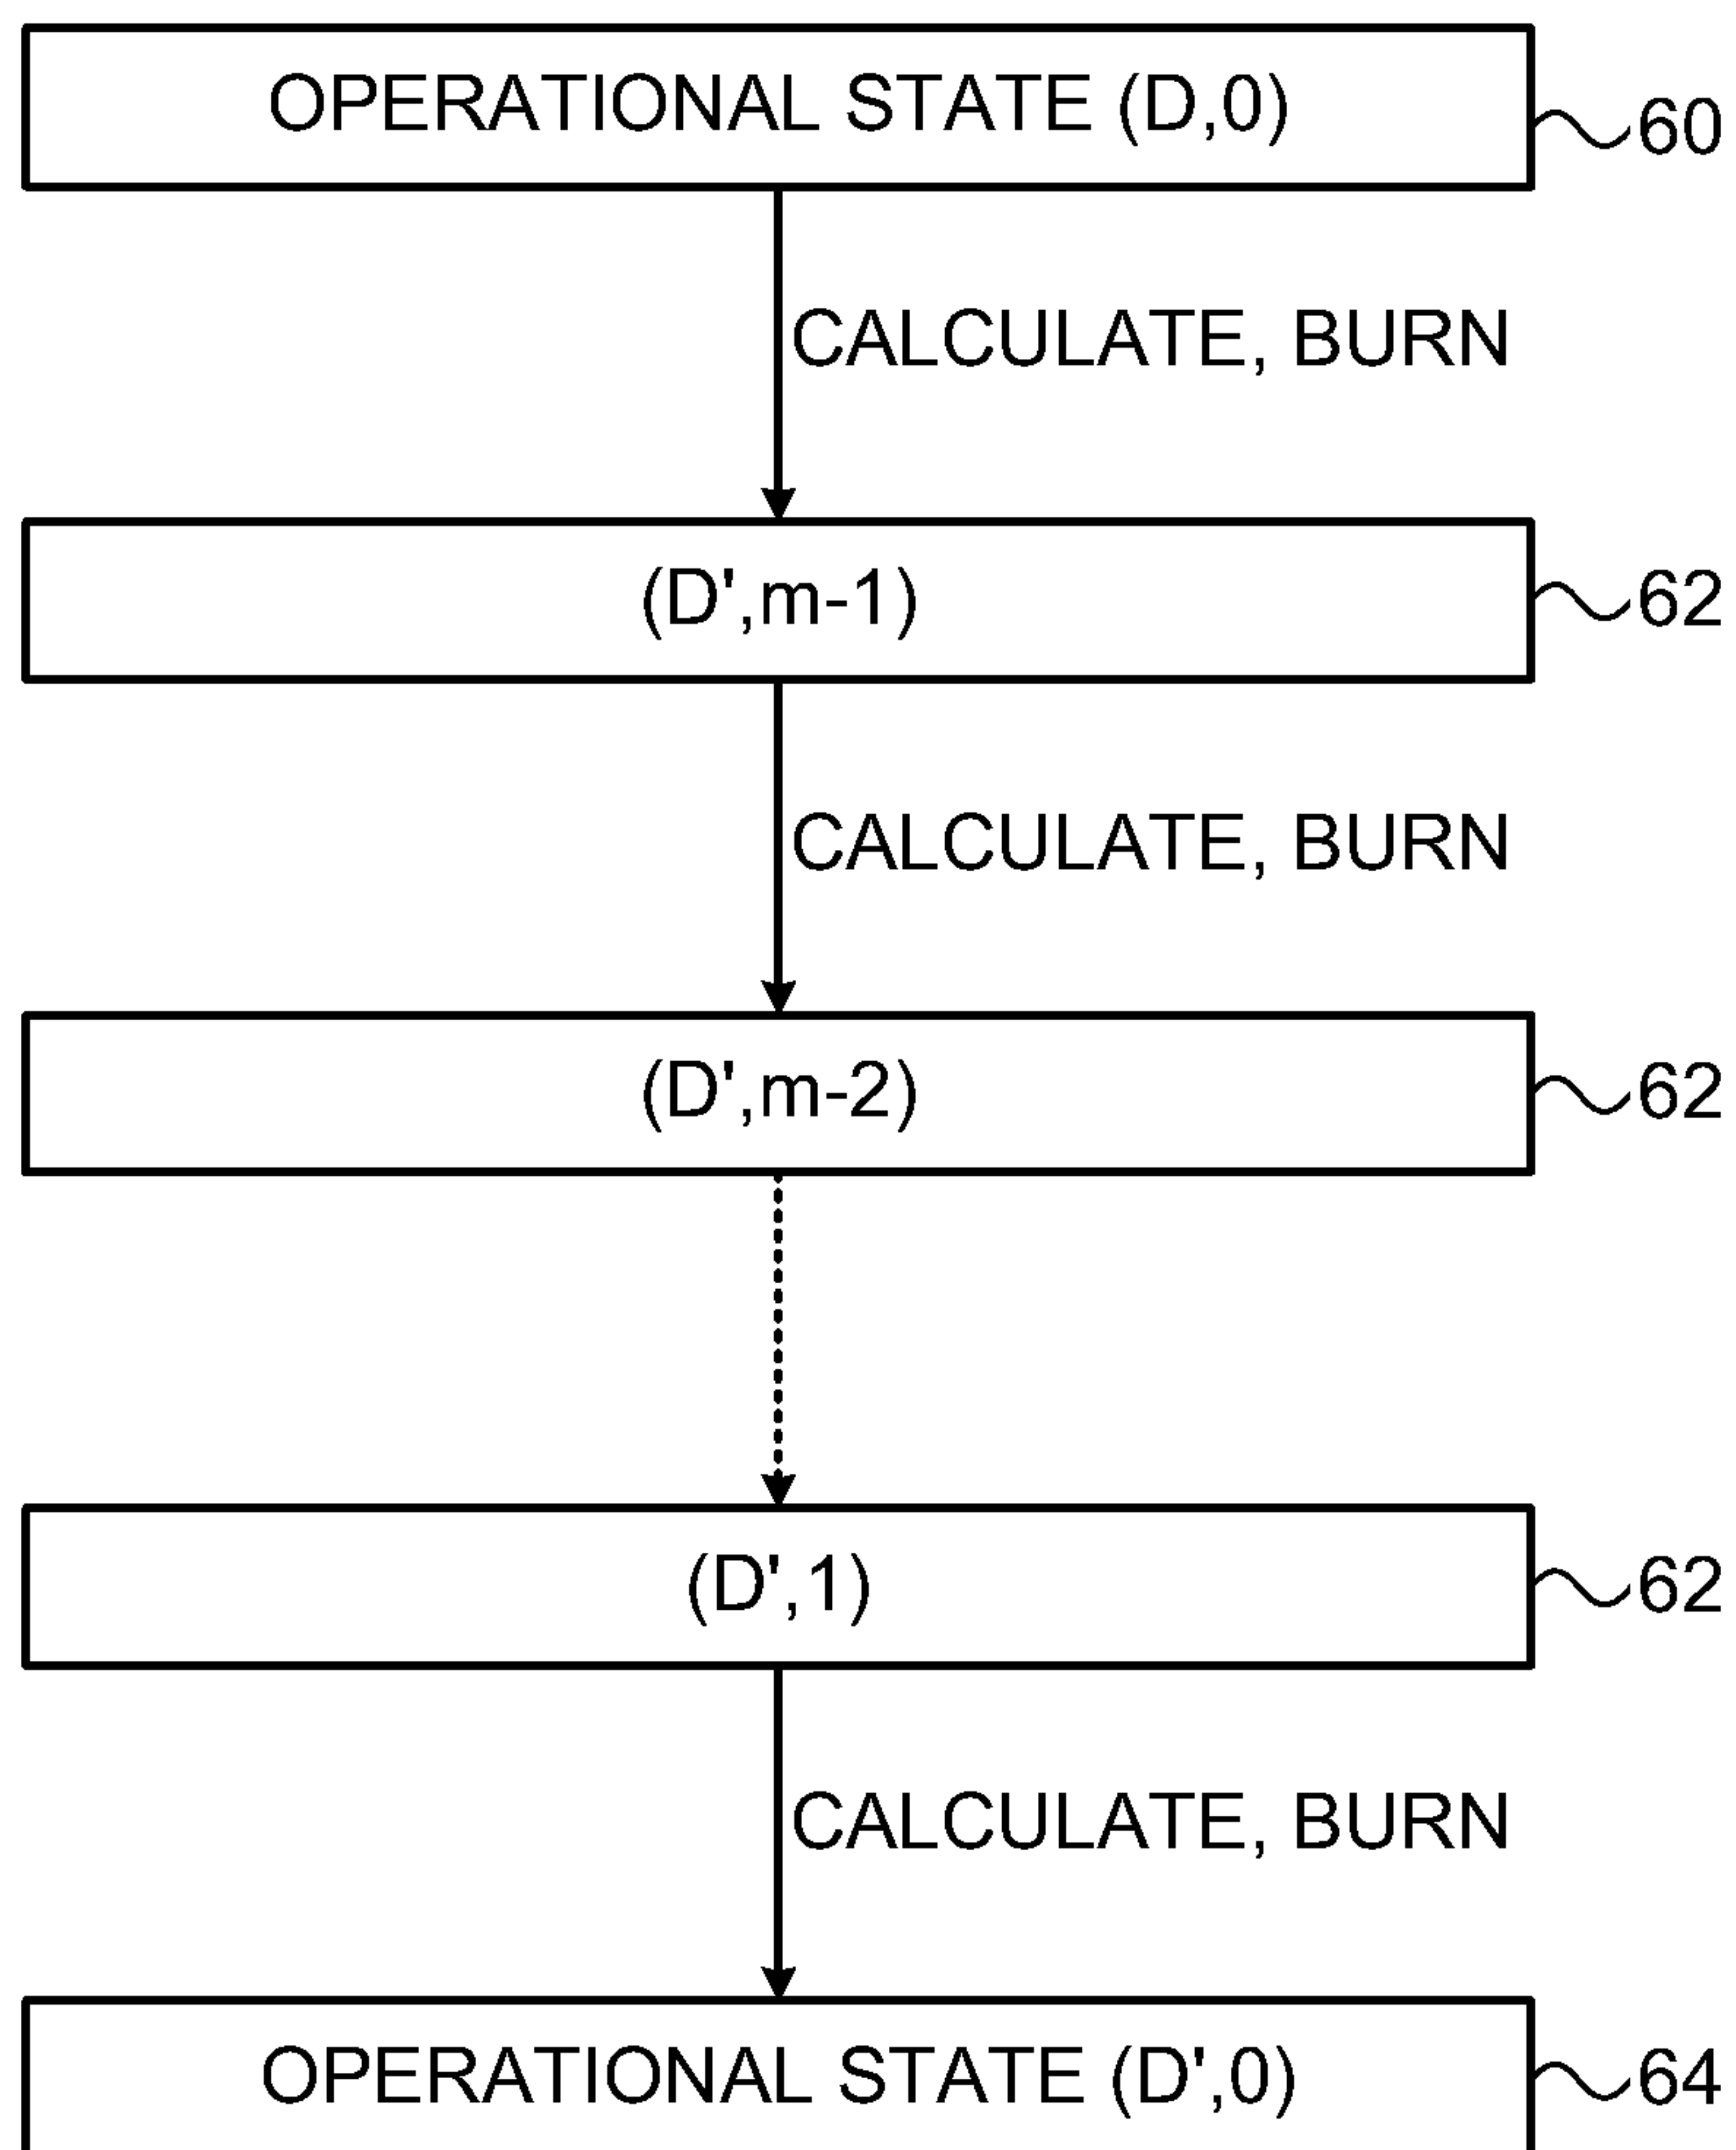 OPERATIONAL STATE (D,0)
60
CALCULATE, BURN
(D',m-1)
62
CALCULATE, BURN
(D',m-2)
62
(D',1)
62
CALCULATE, BURN
OPERATIONAL STATE (D',0)
64